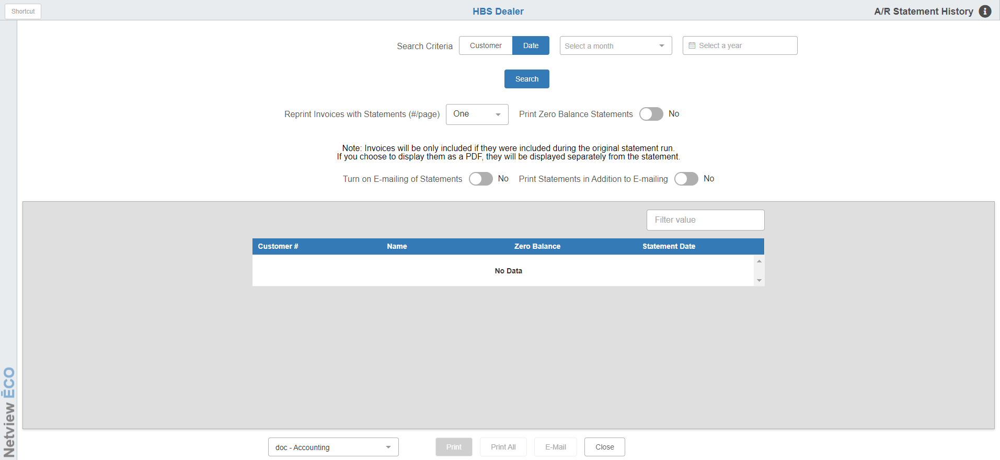 Shortcut
HBS Dealer
A/R Statement History
Search Criteria
Customer
Date
Select a month
Select a year
Search
Reprint Invoices with Statements (#/page)
One
Print Zero Balance Statements
No
Note: Invoices will be only included if they were included during the original statement run.
If you choose to display them as a PDF, they will be displayed separately from the statement.
Turn on E-mailing of Statements
No
Print Statements in Addition to E-mailing
No
Filter value
Customer #
Name
Zero Balance
Statement Date
No Data
Netview ĒCO
doc - Accounting
Print
Print All
E-Mail
Close